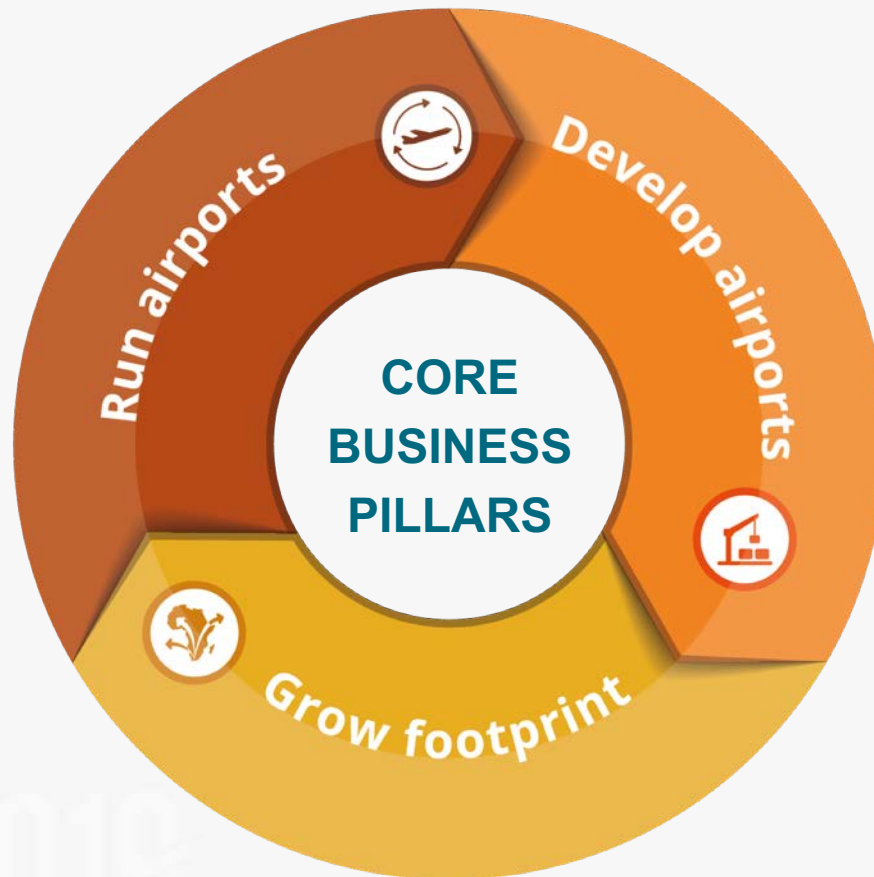 Run airports
Develop airports
CORE
BUSINESS
PILLARS
Grow footprint